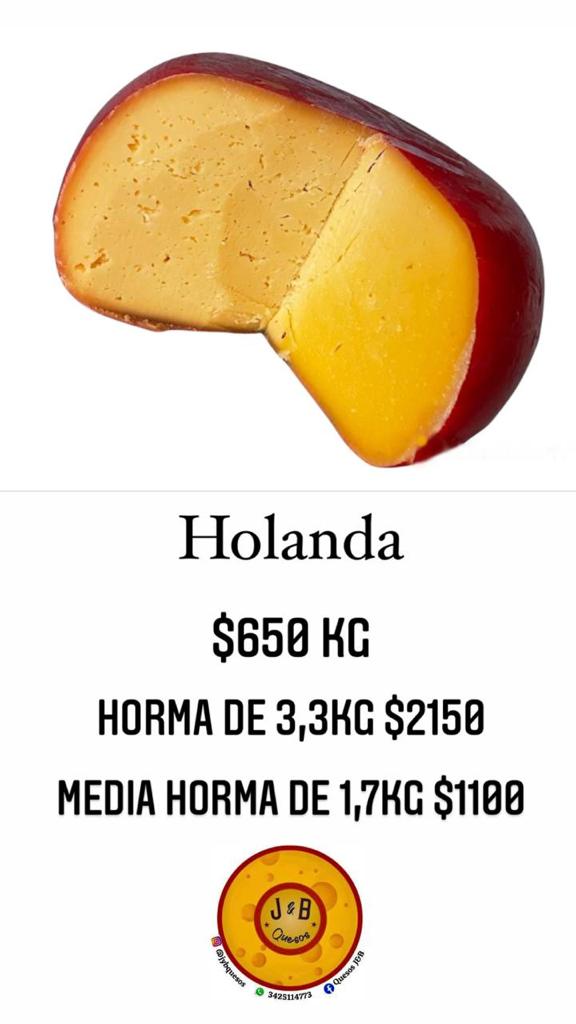 Holanda
$650 KG
HORMA DE 3,3KG $2150
MEDIA HORMA DE 1,7KG $1100
J & B
Quesos
@jybquesos
3425114773
Quesos J&B